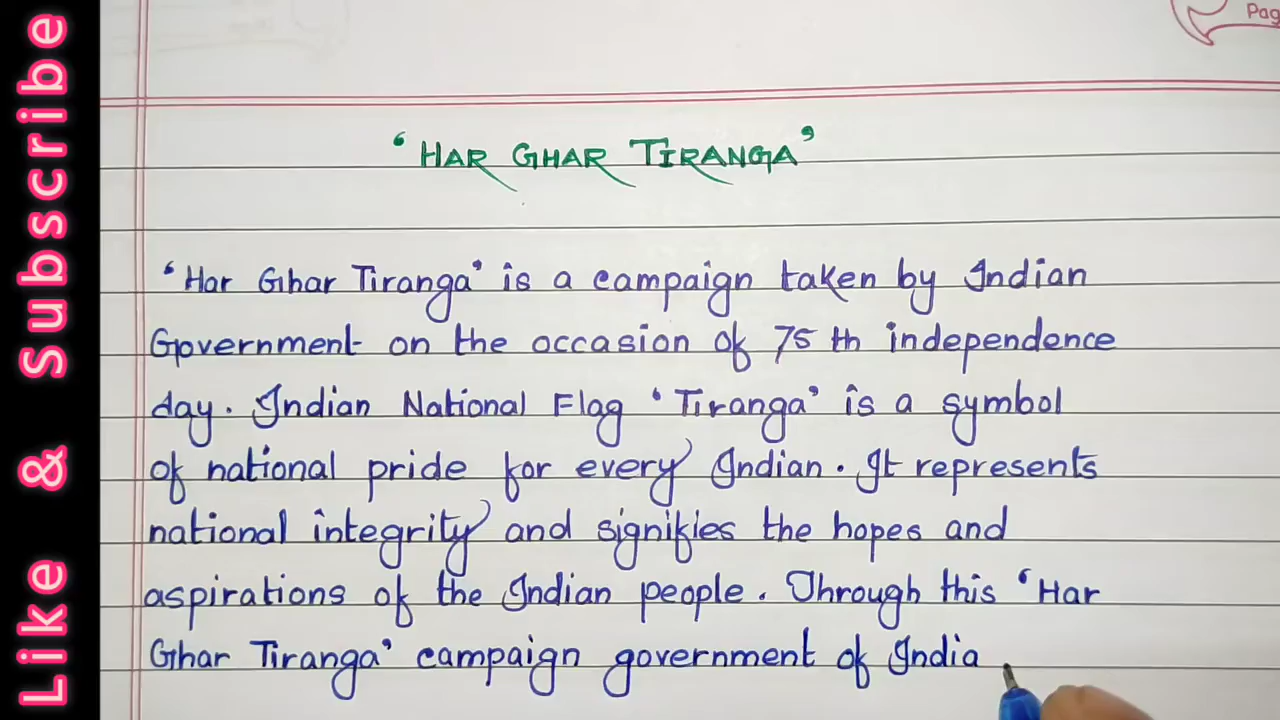 Like & Subscribe
Pag
‘HAR GHAR TIRANGA’
‘Har Ghar Tiranga’ is a campaign taken by Indian
Government on the occasion of 75 th independence
day. Indian National Flag ‘Tiranga’ is a symbol
of national pride for every Indian. It represents
national integrity and signifies the hopes and
aspirations of the Indian people. Through this ‘Har
Ghar Tiranga’ campaign government of India